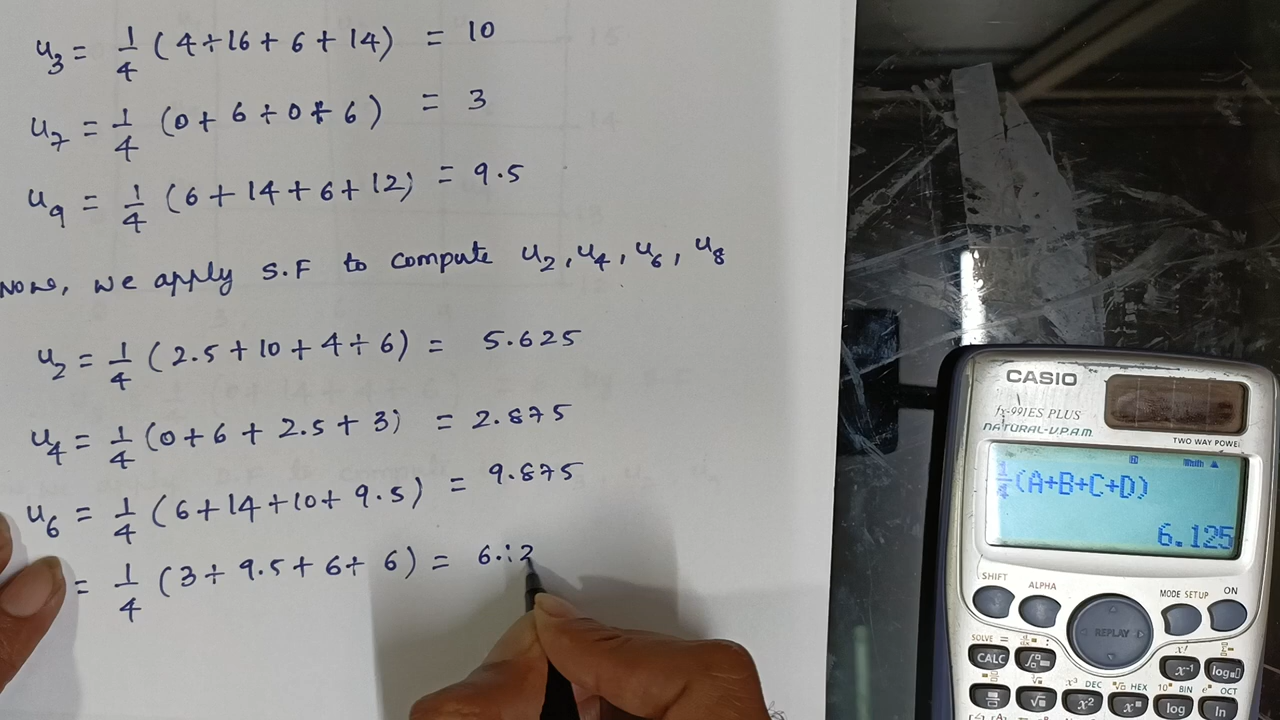 u3 = 1/4 (4+16+6+14) = 10
u7 = 1/4 (0+6+0+6) = 3
u9 = 1/4 (6+14+6+12) = 9.5
Now, we apply S.F to compute u2, u4, u6, u8
u2 = 1/4 (2.5+10+4+6) = 5.625
u4 = 1/4 (0+6+2.5+3) = 2.875
u6 = 1/4 (6+14+10+9.5) = 9.875
= 1/4 (3+9.5+6+6) = 6.12
CASIO
fx-991ES PLUS
NATURAL-V.P.A.M.
TWO WAY POWER
Math ▲
1/4(A+B+C+D)
6.125
SHIFT ALPHA MODE SETUP ON
REPLAY
SOLVE = x!
CALC x⁻¹ log
x³ DEC √ HEX 10 BIN e OCT
√ x² x log ln